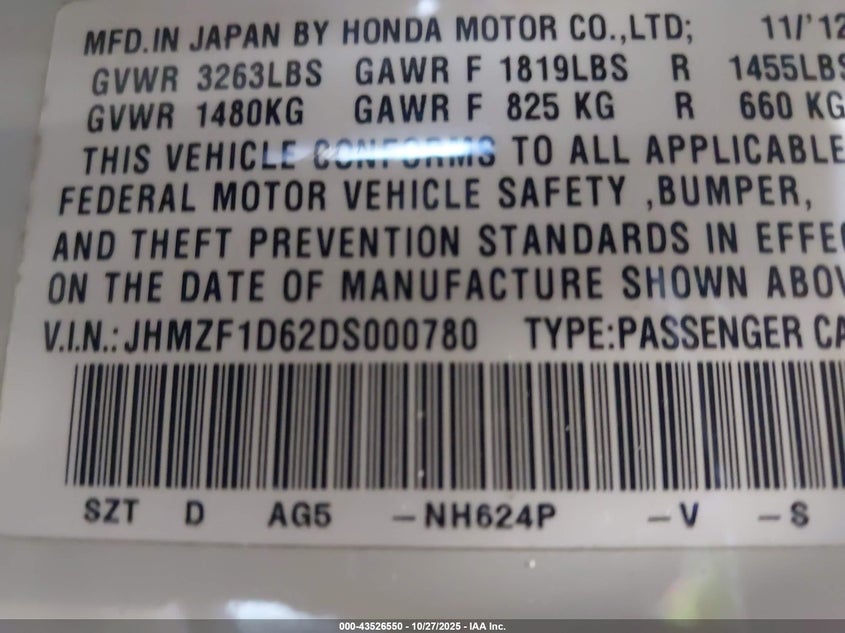 MFD.IN JAPAN BY HONDA MOTOR CO.,LTD; 11/'12
GVWR 3263LBS GAWR F 1819LBS R 1455LBS
GVWR 1480KG GAWR F 825 KG R 660 KG
THIS VEHICLE CONFORMS TO ALL APPLICABLE
FEDERAL MOTOR VEHICLE SAFETY ,BUMPER,
AND THEFT PREVENTION STANDARDS IN EFFE
ON THE DATE OF MANUFACTURE SHOWN ABOV
V.I.N.: JHMZF1D62DS000780 TYPE:PASSENGER CA
SZT D AG5 -NH624P -V -S
000-43526550 - 10/27/2025 - IAA Inc.